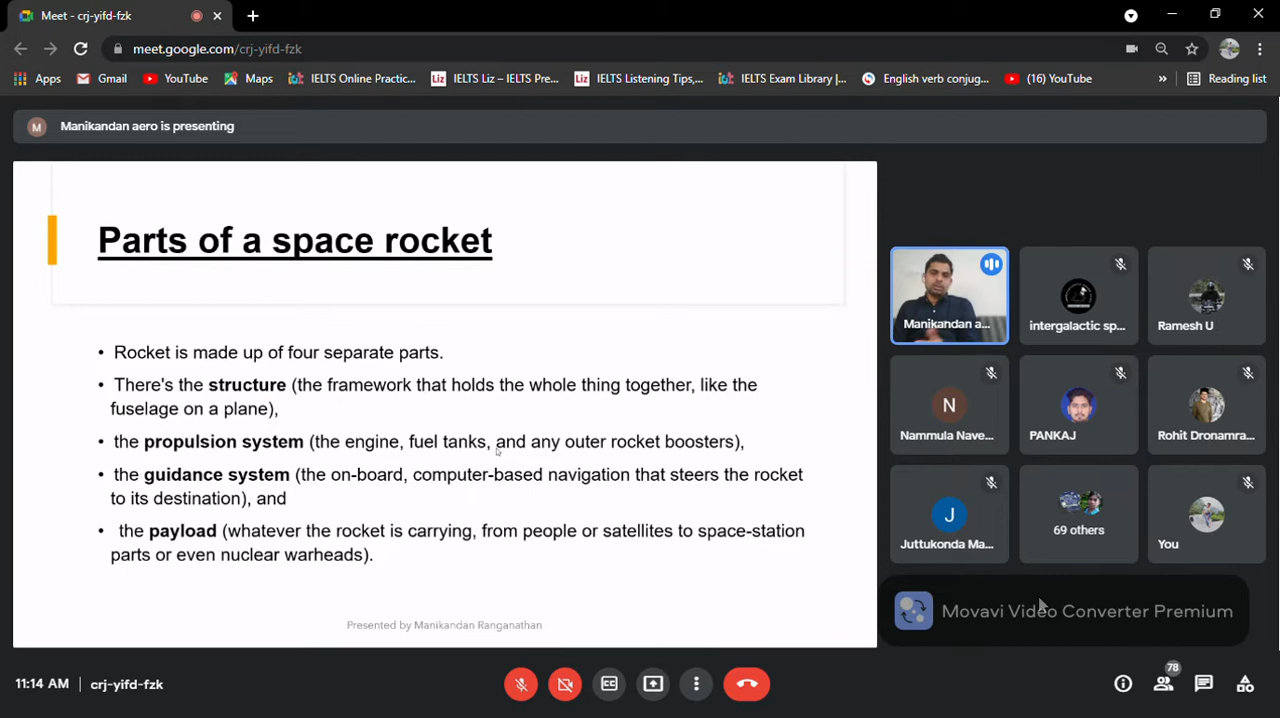 Meet - crj-yifd-fzk
meet.google.com/crj-yifd-fzk
Apps
Gmail
YouTube
Maps
IELTS Online Practic...
Liz
IELTS Liz – IELTS Pre...
Liz
IELTS Listening Tips,...
IELTS Exam Library |...
English verb conjug...
(16) YouTube
»
Reading list
M
Manikandan aero is presenting
Parts of a space rocket
• Rocket is made up of four separate parts.
• There's the structure (the framework that holds the whole thing together, like the
fuselage on a plane),
• the propulsion system (the engine, fuel tanks, and any outer rocket boosters),
• the guidance system (the on-board, computer-based navigation that steers the rocket
to its destination), and
• the payload (whatever the rocket is carrying, from people or satellites to space-station
parts or even nuclear warheads).
Presented by Manikandan Ranganathan
Manikandan a...
intergalactic sp...
Ramesh U
N
Nammula Nave...
PANKAJ
Rohit Dronamra...
J
Juttukonda Ma...
69 others
You
Movavi Video Converter Premium
11:14 AM | crj-yifd-fzk
CC
78